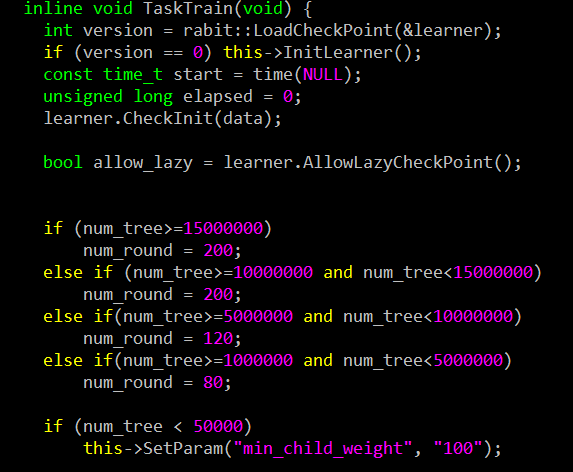 inline void TaskTrain(void) {
int version = rabit::LoadCheckPoint(&learner);
if (version == 0) this->InitLearner();
const time_t start = time(NULL);
unsigned long elapsed = 0;
learner.CheckInit(data);
bool allow_lazy = learner.AllowLazyCheckPoint();
if (num_tree>=15000000)
num_round = 200;
else if (num_tree>=10000000 and num_tree<15000000)
num_round = 200;
else if(num_tree>=5000000 and num_tree<10000000)
num_round = 120;
else if(num_tree>=1000000 and num_tree<5000000)
num_round = 80;
if (num_tree < 50000)
this->SetParam("min_child_weight", "100");